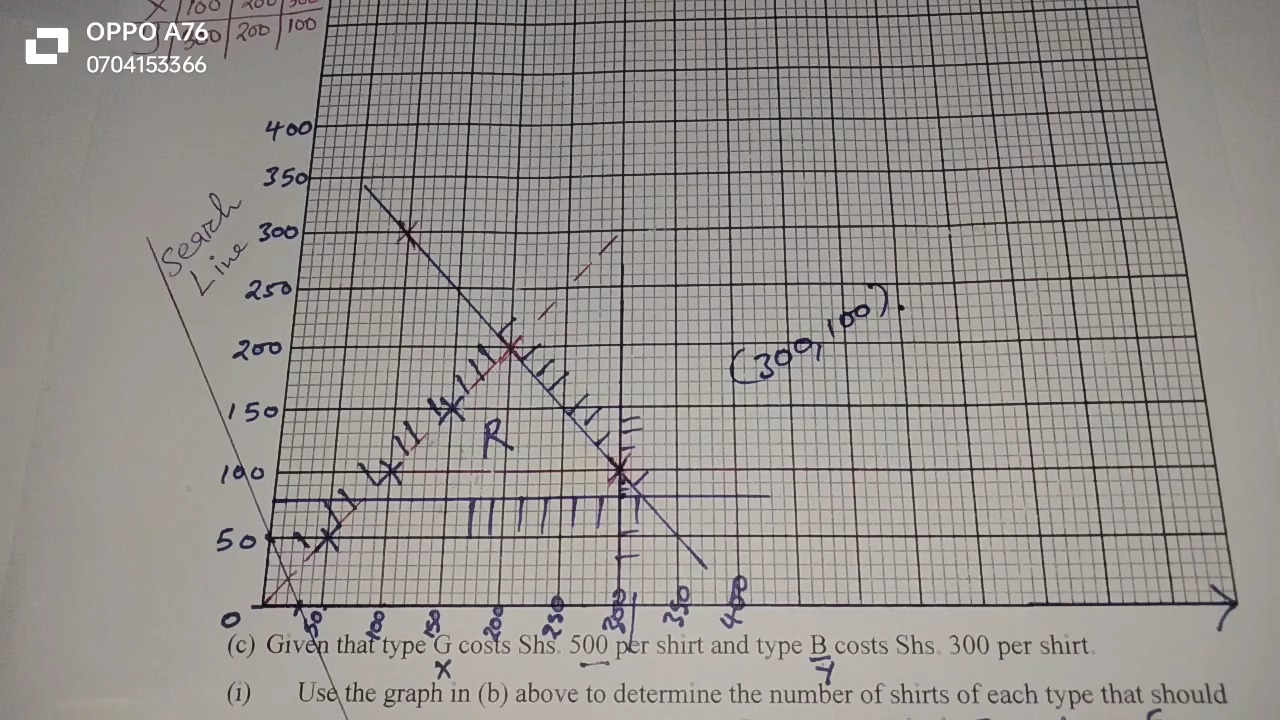 X | 100 | 200 | 300
Y | 300 | 200 | 100
OPPO A76
0704153366
400
350
300
250
200
150
100
50
0
Search
Line
R
(300, 100).
50 100 150 200 250 300 350 400
(c) Given that type G costs Shs. 500 per shirt and type B costs Shs. 300 per shirt.
x y
(i) Use the graph in (b) above to determine the number of shirts of each type that should